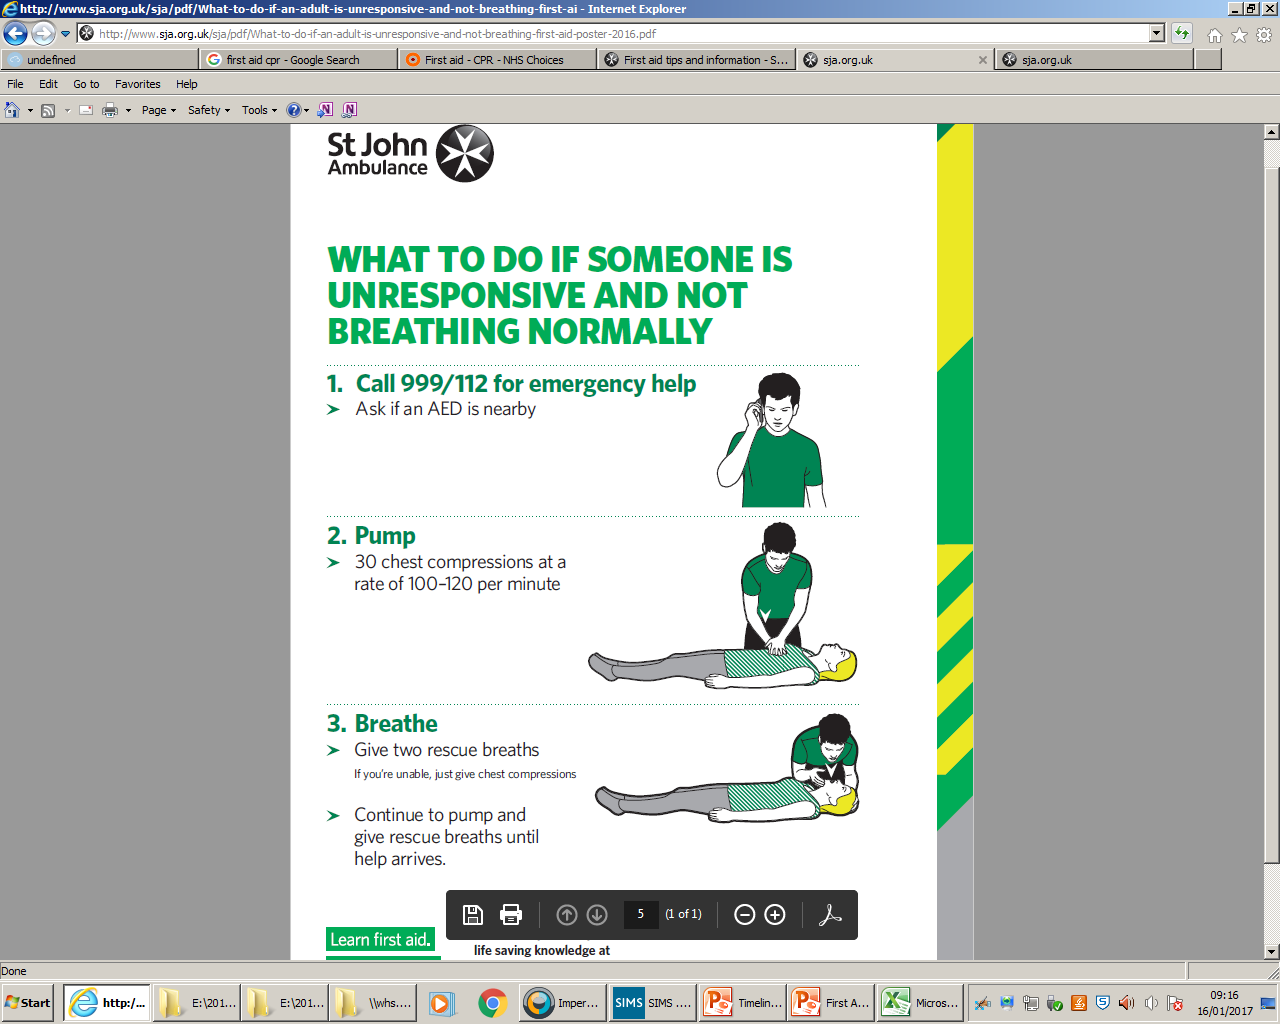 http://www.sja.org.uk/sja/pdf/What-to-do-if-an-adult-is-unresponsive-and-not-breathing-first-ai - Internet Explorer
http://www.sja.org.uk/sja/pdf/What-to-do-if-an-adult-is-unresponsive-and-not-breathing-first-aid-poster-2016.pdf
undefined
first aid cpr - Google Search
First aid - CPR - NHS Choices
First aid tips and information - S...
sja.org.uk
sja.org.uk
File Edit Go to Favorites Help
Page Safety Tools
St John
Ambulance
WHAT TO DO IF SOMEONE IS
UNRESPONSIVE AND NOT
BREATHING NORMALLY
1. Call 999/112 for emergency help
Ask if an AED is nearby
2. Pump
30 chest compressions at a
rate of 100–120 per minute
3. Breathe
Give two rescue breaths
If you're unable, just give chest compressions
Continue to pump and
give rescue breaths until
help arrives.
5 (1 of 1)
Learn first aid.
life saving knowledge at
Done
Start
http:/...
E:\201...
E:\201...
\\whs....
Imper...
SIMS SIMS ....
Timelin...
First A...
Micros...
09:16
16/01/2017